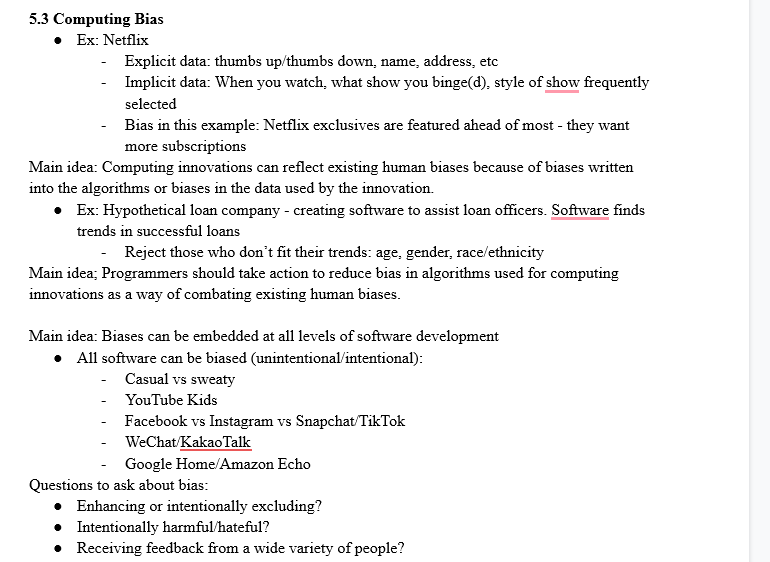 5.3 Computing Bias
● Ex: Netflix
- Explicit data: thumbs up/thumbs down, name, address, etc
- Implicit data: When you watch, what show you binge(d), style of show frequently
selected
- Bias in this example: Netflix exclusives are featured ahead of most - they want
more subscriptions
Main idea: Computing innovations can reflect existing human biases because of biases written
into the algorithms or biases in the data used by the innovation.
● Ex: Hypothetical loan company - creating software to assist loan officers. Software finds
trends in successful loans
- Reject those who don’t fit their trends: age, gender, race/ethnicity
Main idea; Programmers should take action to reduce bias in algorithms used for computing
innovations as a way of combating existing human biases.
Main idea: Biases can be embedded at all levels of software development
● All software can be biased (unintentional/intentional):
- Casual vs sweaty
- YouTube Kids
- Facebook vs Instagram vs Snapchat/TikTok
- WeChat/KakaoTalk
- Google Home/Amazon Echo
Questions to ask about bias:
● Enhancing or intentionally excluding?
● Intentionally harmful/hateful?
● Receiving feedback from a wide variety of people?